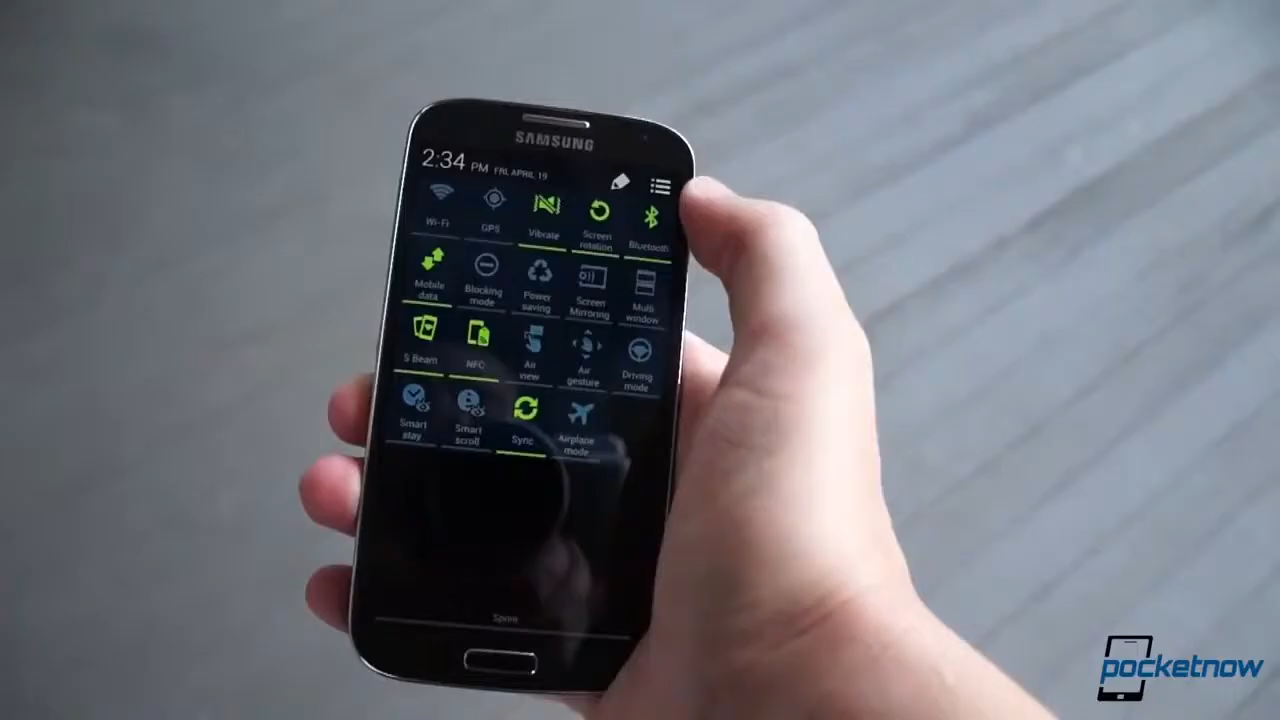 SAMSUNG
2:34 PM FRI, APRIL 19
Wi-Fi
GPS
Vibrate
Screen
rotation
Bluetooth
Mobile
data
Blocking
mode
Power
saving
Screen
Mirroring
Multi
window
S Beam
NFC
Air
view
Air
gesture
Driving
mode
Smart
stay
Smart
scroll
Sync
Airplane
mode
Sprint
pocketnow